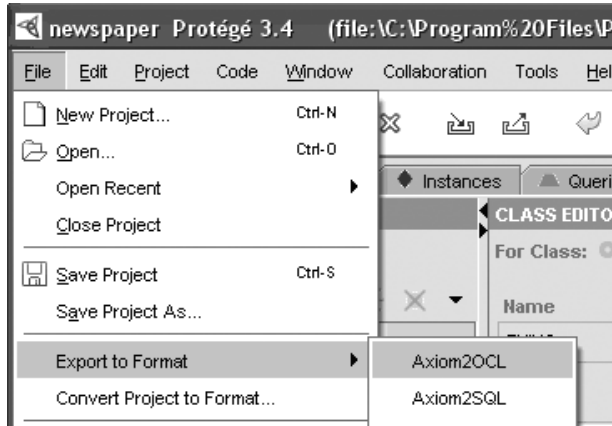 newspaper Protégé 3.4 (file:\C:\Program%20Files\P
File Edit Project Code Window Collaboration Tools Hel
New Project... Ctrl-N
Open... Ctrl-O
Open Recent
Close Project
Save Project Ctrl-S
Save Project As...
Export to Format
Convert Project to Format...
Axiom2OCL
Axiom2SQL
Instances Queri
CLASS EDITO
For Class:
Name